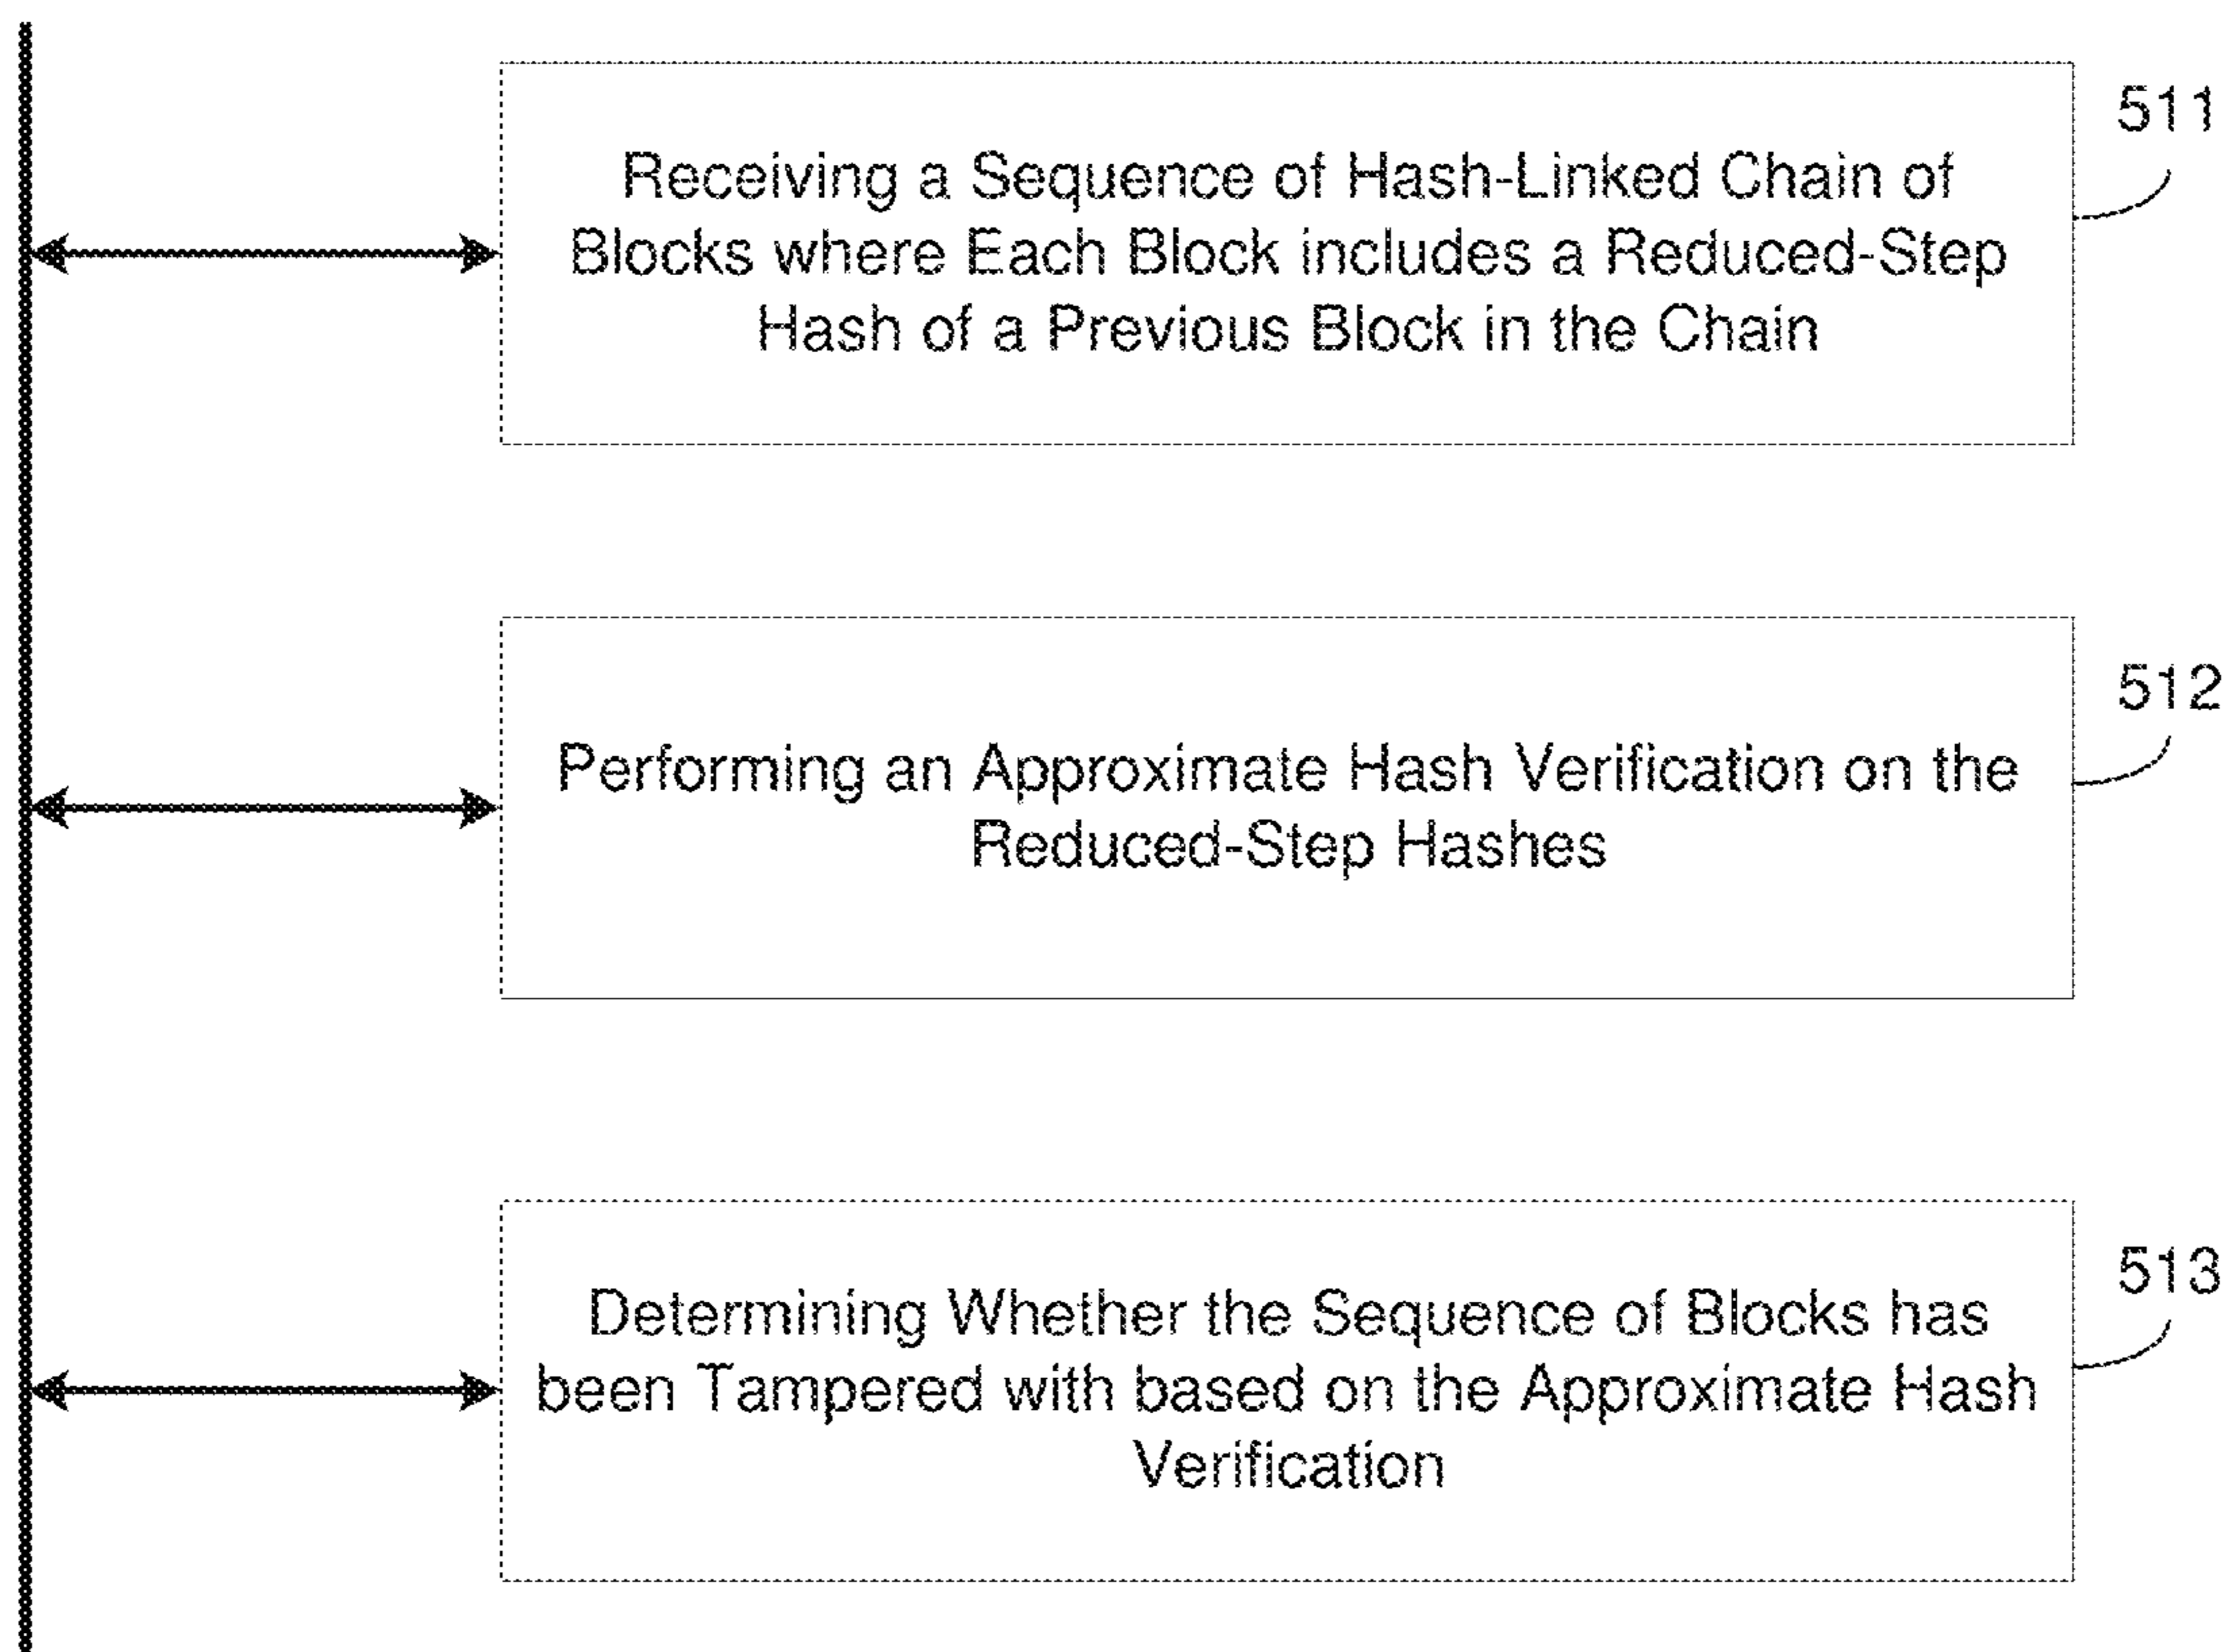 511
Receiving a Sequence of Hash-Linked Chain of
Blocks where Each Block includes a Reduced-Step
Hash of a Previous Block in the Chain
512
Performing an Approximate Hash Verification on the
Reduced-Step Hashes
513
Determining Whether the Sequence of Blocks has
been Tampered with based on the Approximate Hash
Verification